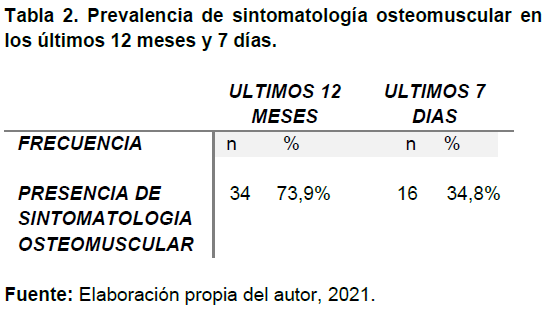 Tabla 2. Prevalencia de sintomatología osteomuscular en
los últimos 12 meses y 7 días.
ULTIMOS 12 ULTIMOS 7
MESES DIAS
FRECUENCIA n % n %
PRESENCIA DE 34 73,9% 16 34,8%
SINTOMATOLOGIA
OSTEOMUSCULAR
Fuente: Elaboración propia del autor, 2021.